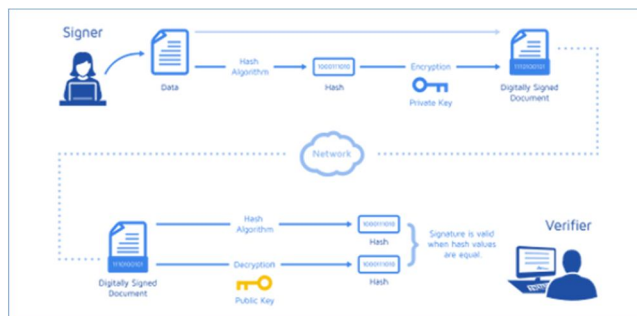 Signer
Data
Hash
Algorithm
1000111010
Hash
Encryption
Private Key
1110100101
Digitally Signed
Document
Network
1110100101
Digitally Signed
Document
Hash
Algorithm
1000111010
Hash
Decryption
Public Key
1000111010
Hash
Signature is valid
when hash values
are equal.
Verifier